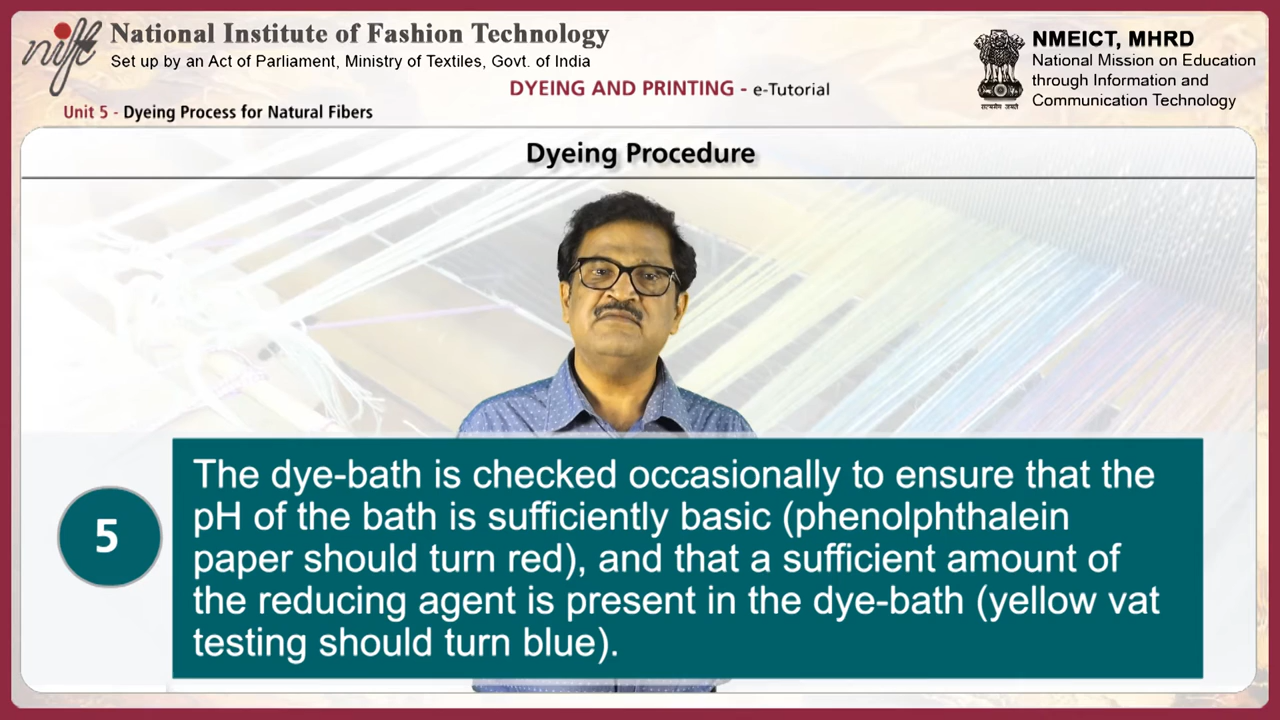 nift
National Institute of Fashion Technology
Set up by an Act of Parliament, Ministry of Textiles, Govt. of India
NMEICT, MHRD
National Mission on Education
through Information and
Communication Technology
सत्यमेव जयते
DYEING AND PRINTING - e-Tutorial
Unit 5 - Dyeing Process for Natural Fibers
Dyeing Procedure
5
The dye-bath is checked occasionally to ensure that the
pH of the bath is sufficiently basic (phenolphthalein
paper should turn red), and that a sufficient amount of
the reducing agent is present in the dye-bath (yellow vat
testing should turn blue).